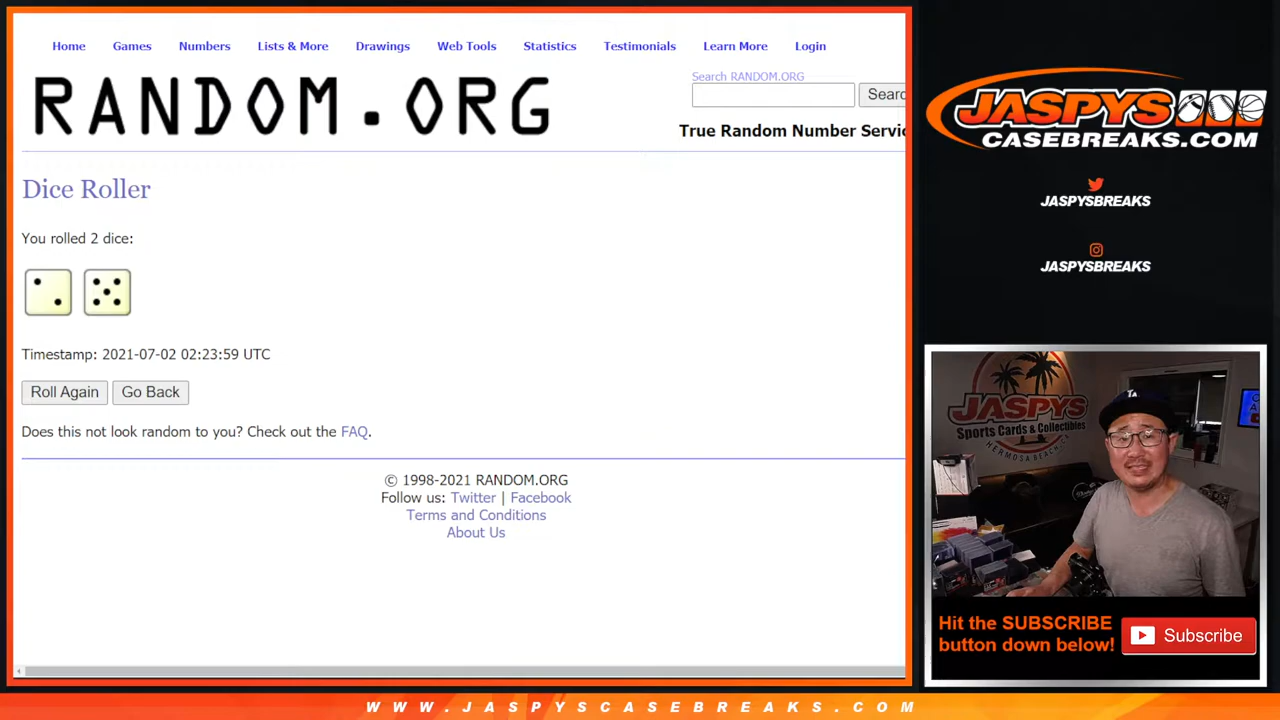 Home Games Numbers Lists & More Drawings Web Tools Statistics Testimonials Learn More Login
RANDOM.ORG
Search RANDOM.ORG
Searc
True Random Number Servic
Dice Roller
You rolled 2 dice:
Timestamp: 2021-07-02 02:23:59 UTC
Roll Again Go Back
Does this not look random to you? Check out the FAQ.
© 1998-2021 RANDOM.ORG
Follow us: Twitter | Facebook
Terms and Conditions
About Us
JASPYS
CASEBREAKS.COM
JASPYSBREAKS
JASPYSBREAKS
JASPYS
Sports Cards & Collectibles
HERMOSA BEACH, CA
Hit the SUBSCRIBE
button down below!
Subscribe
WWW.JASPYSCASEBREAKS.COM